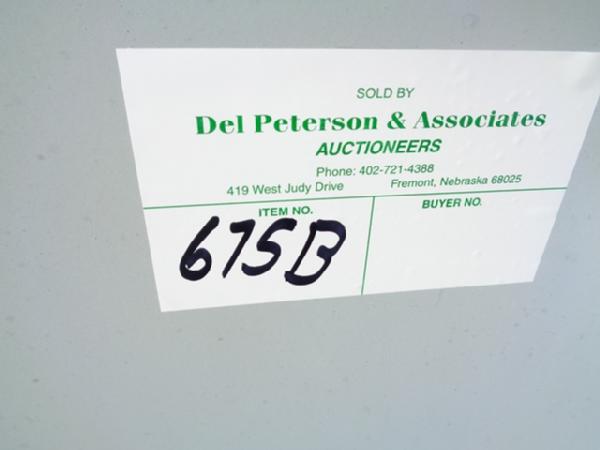 SOLD BY
Del Peterson & Associates
AUCTIONEERS
Phone: 402-721-4388
419 West Judy Drive Fremont, Nebraska 68025
ITEM NO. BUYER NO.
675B